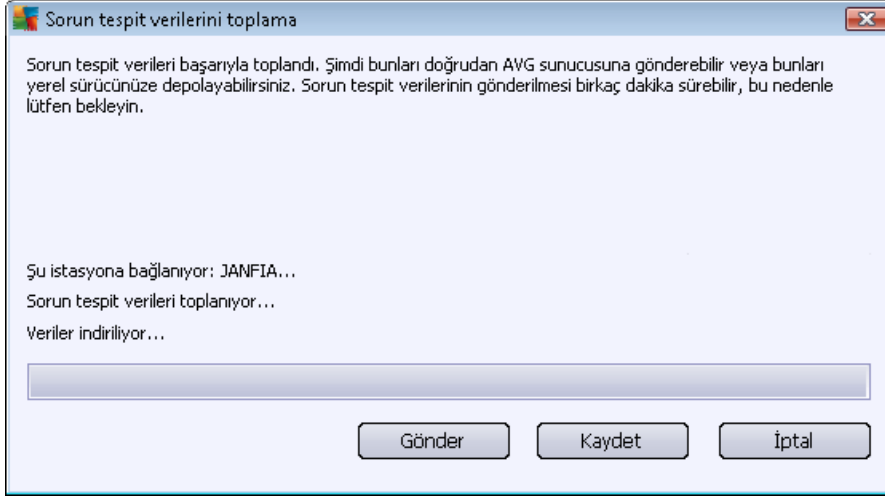 Sorun tespit verilerini toplama
Sorun tespit verileri başarıyla toplandı. Şimdi bunları doğrudan AVG sunucusuna gönderebilir veya bunları
yerel sürücünüze depolayabilirsiniz. Sorun tespit verilerinin gönderilmesi birkaç dakika sürebilir, bu nedenle
lütfen bekleyin.
Şu istasyona bağlanıyor: JANFIA...
Sorun tespit verileri toplanıyor...
Veriler indiriliyor...
Gönder Kaydet İptal